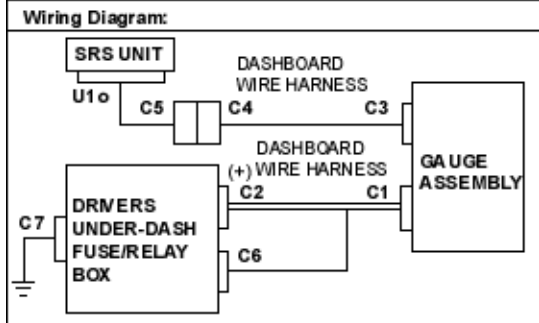 Wiring Diagram:
SRS UNIT
U1o
C5
C4
DASHBOARD
WIRE HARNESS
C3
GAUGE
ASSEMBLY
DASHBOARD
(+) WIRE HARNESS
C2
C1
DRIVERS
UNDER-DASH
FUSE/RELAY
BOX
C7
C6